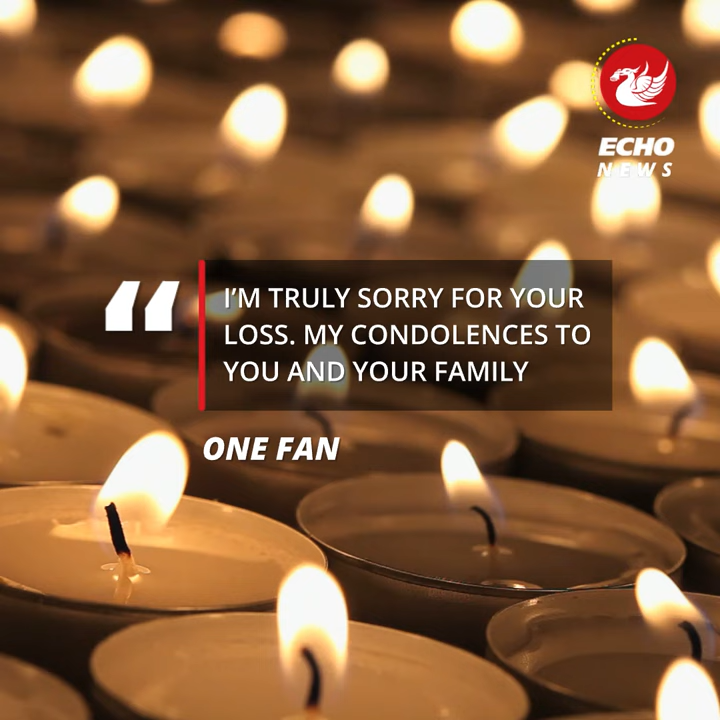 ECHO
NEWS
“
I’M TRULY SORRY FOR YOUR
LOSS. MY CONDOLENCES TO
YOU AND YOUR FAMILY
ONE FAN